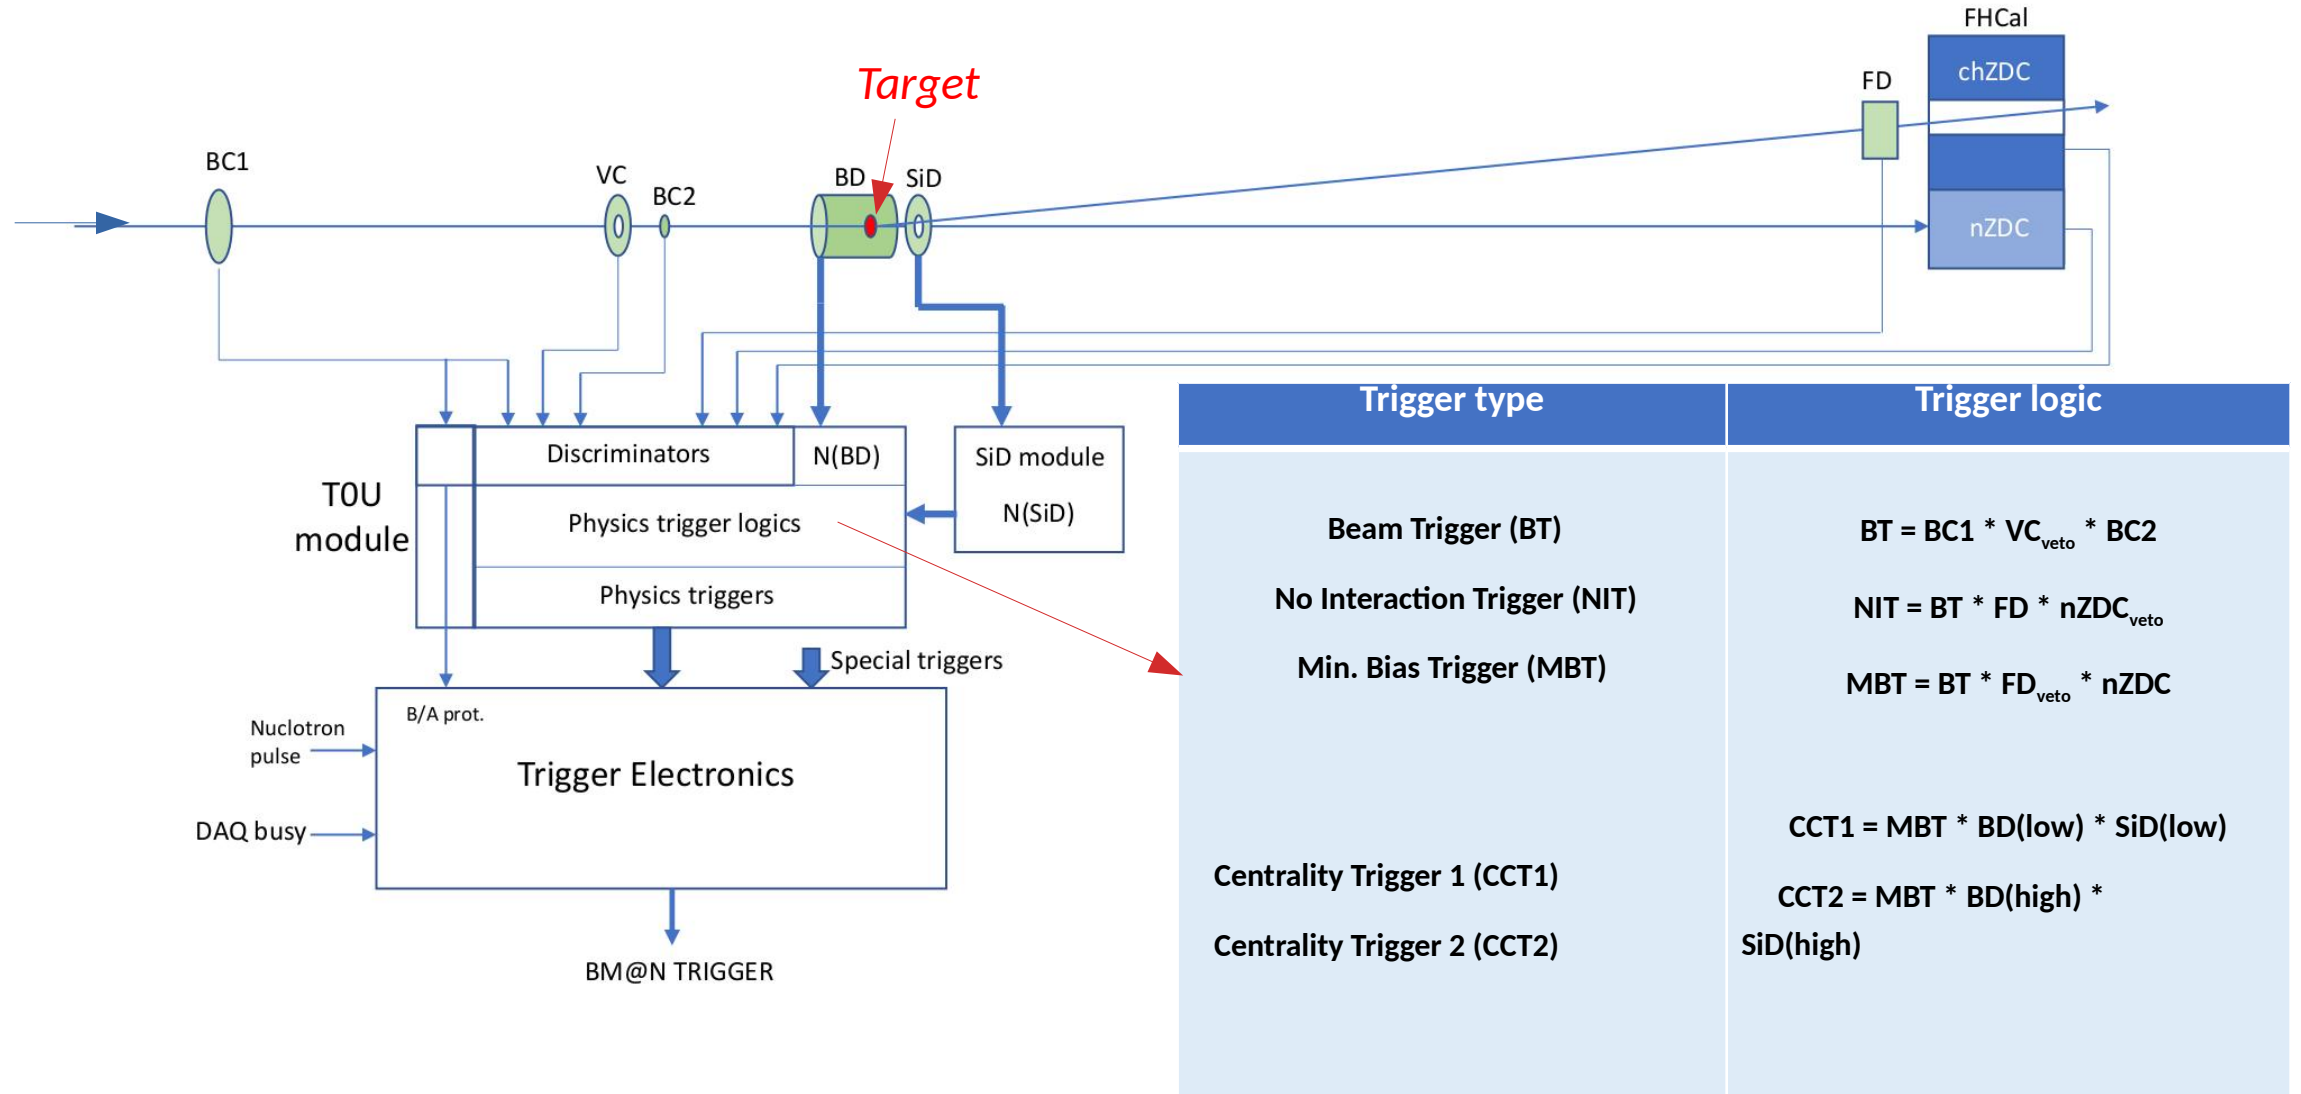 FHCal
chZDC
FD
Target
BC1
VC
BC2
BD
SiD
nZDC
Trigger type
Trigger logic
Discriminators
N(BD)
SiD module
N(SiD)
T0U
module
Physics trigger logics
Physics triggers
Special triggers
Beam Trigger (BT)
BT = BC1 * VCveto * BC2
No Interaction Trigger (NIT)
NIT = BT * FD * nZDCveto
Min. Bias Trigger (MBT)
MBT = BT * FDveto * nZDC
B/A prot.
Nuclotron
pulse
Trigger Electronics
DAQ busy
CCT1 = MBT * BD(low) * SiD(low)
Centrality Trigger 1 (CCT1)
CCT2 = MBT * BD(high) *
SiD(high)
Centrality Trigger 2 (CCT2)
BM@N TRIGGER